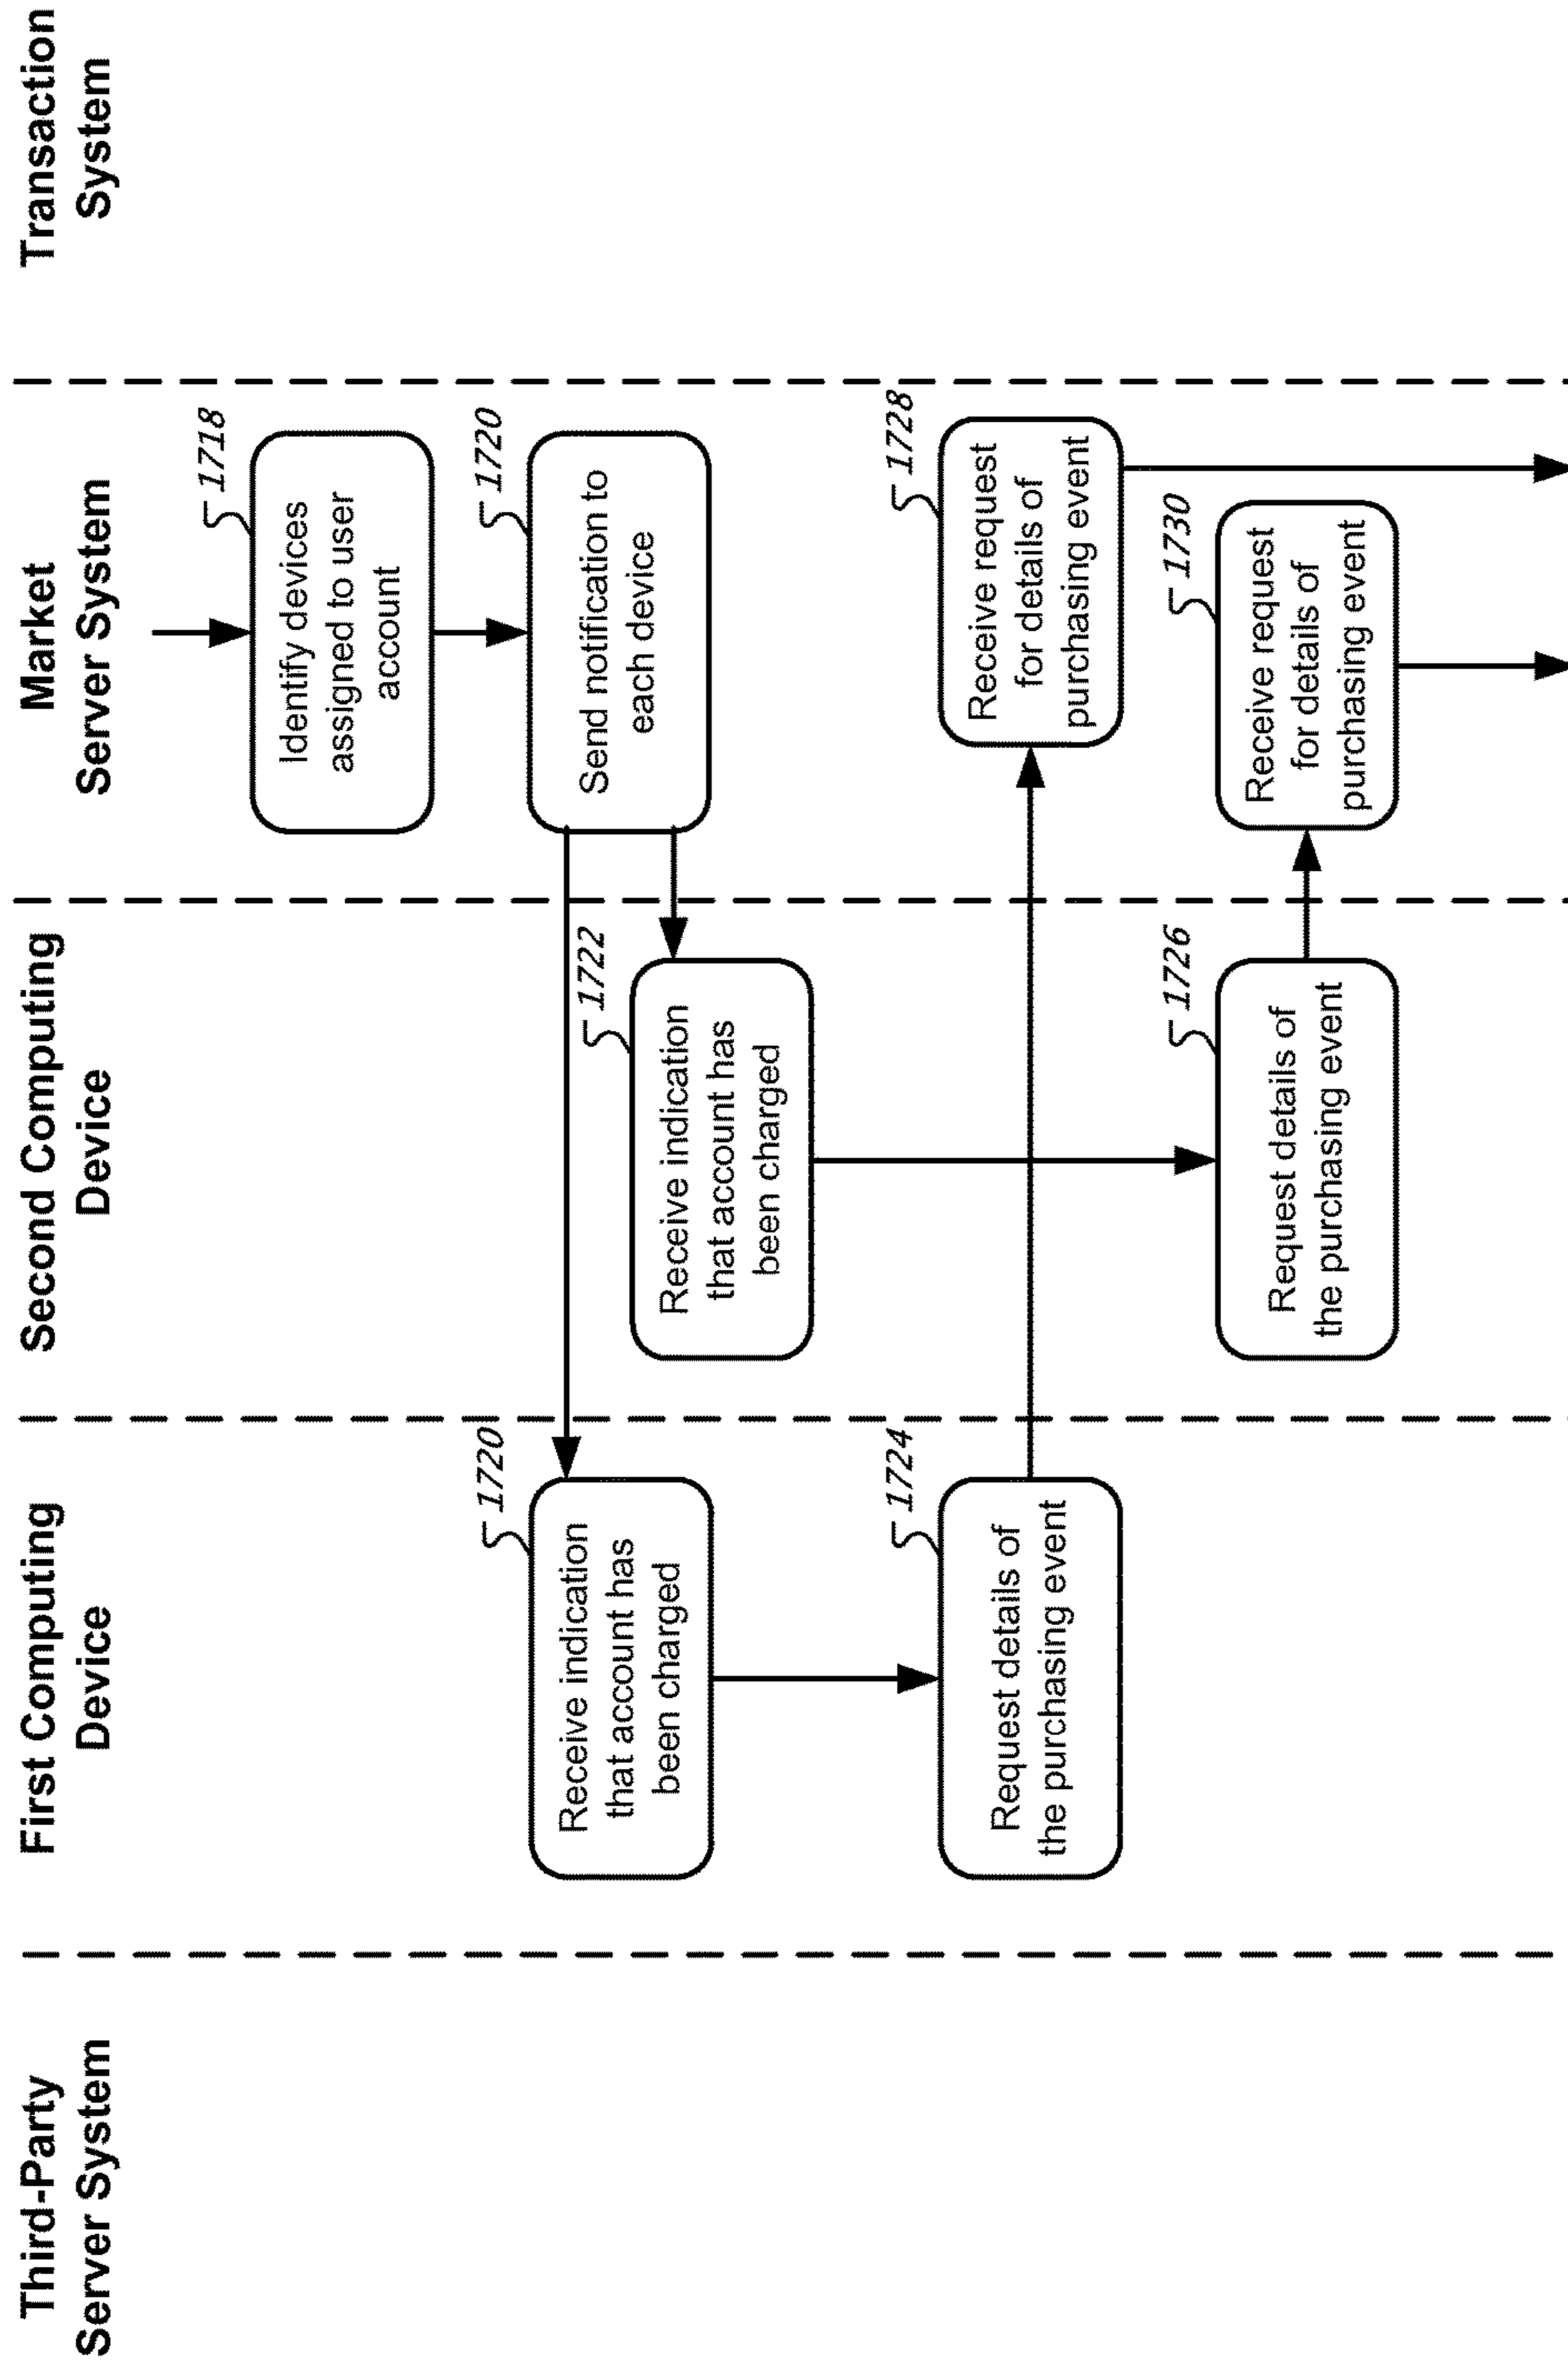 Third-Party
Server System
First Computing
Device
Second Computing
Device
Market
Server System
Transaction
System
1718
Identify devices
assigned to user
account
1720
Send notification to
each device
1720
Receive indication
that account has
been charged
1722
Receive indication
that account has
been charged
1724
Request details of
the purchasing event
1728
Receive request
for details of
purchasing event
1726
Request details of
the purchasing event
1730
Receive request
for details of
purchasing event